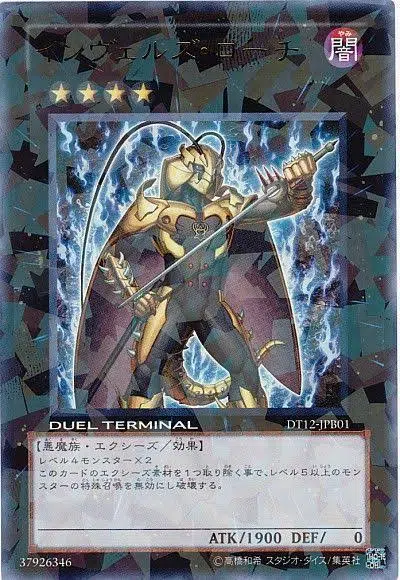 インヴェルズ・ローチ
闇
やみ
DUEL TERMINAL
DT12-JPB01
【悪魔族・エクシーズ/効果】
レベル4モンスター×2
このカードのエクシーズ素材を1つ取り除く事で、レベル5以上のモン
スターの特殊召喚を無効にし破壊する。
ATK/1900 DEF/ 0
37926346
©高橋和希 スタジオ・ダイス/集英社